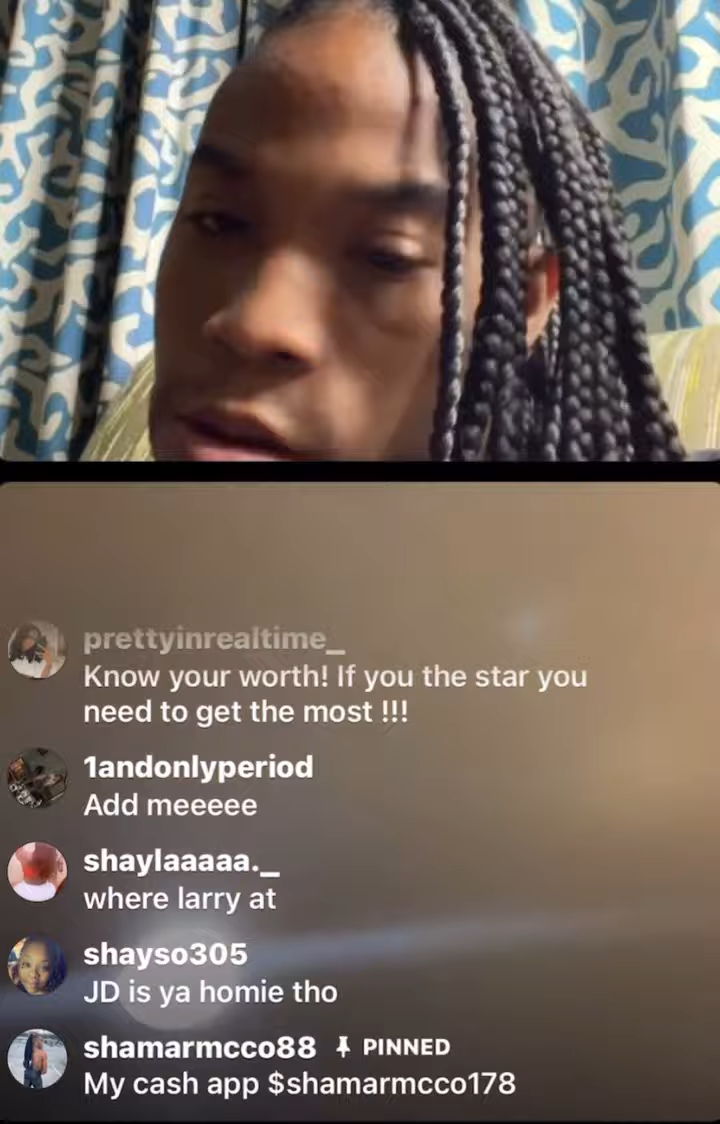 prettyinrealtime_
Know your worth! If you the star you
need to get the most !!!
1andonlyperiod
Add meeeee
shaylaaaaa._
where larry at
shayso305
JD is ya homie tho
shamarmcco88 PINNED
My cash app $shamarmcco178